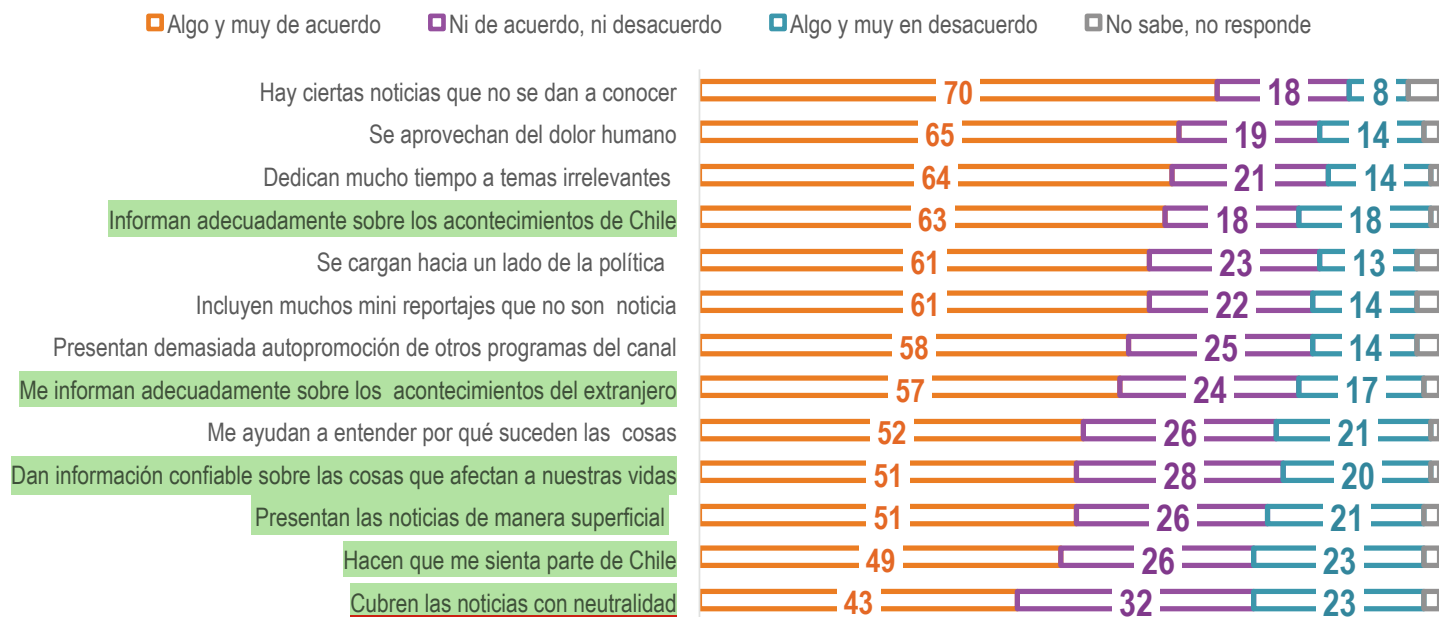 Algo y muy de acuerdo Ni de acuerdo, ni desacuerdo Algo y muy en desacuerdo No sabe, no responde
Hay ciertas noticias que no se dan a conocer 70 18 8
Se aprovechan del dolor humano 65 19 14
Dedican mucho tiempo a temas irrelevantes 64 21 14
Informan adecuadamente sobre los acontecimientos de Chile 63 18 18
Se cargan hacia un lado de la política 61 23 13
Incluyen muchos mini reportajes que no son noticia 61 22 14
Presentan demasiada autopromoción de otros programas del canal 58 25 14
Me informan adecuadamente sobre los acontecimientos del extranjero 57 24 17
Me ayudan a entender por qué suceden las cosas 52 26 21
Dan información confiable sobre las cosas que afectan a nuestras vidas 51 28 20
Presentan las noticias de manera superficial 51 26 21
Hacen que me sienta parte de Chile 49 26 23
Cubren las noticias con neutralidad 43 32 23